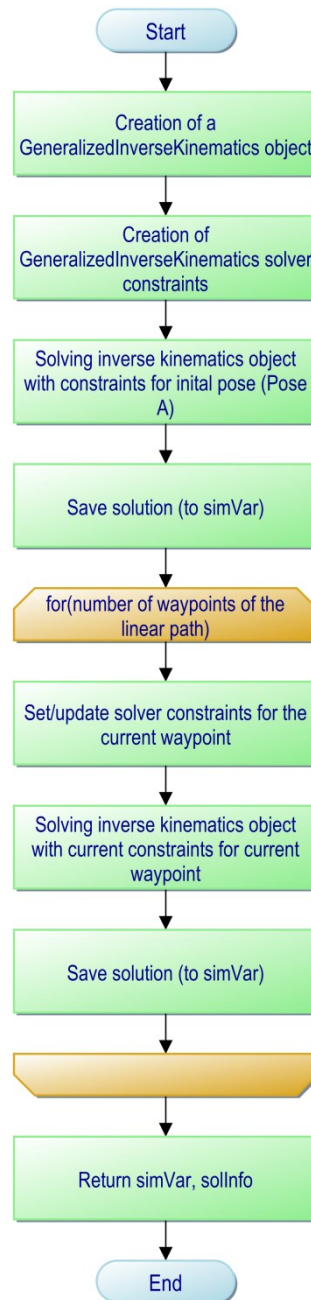 Start
Creation of a
GeneralizedInverseKinematics object
Creation of
GeneralizedInverseKinematics solver
constraints
Solving inverse kinematics object
with constraints for inital pose (Pose
A)
Save solution (to simVar)
for(number of waypoints of the
linear path)
Set/update solver constraints for the
current waypoint
Solving inverse kinematics object
with current constraints for current
waypoint
Save solution (to simVar)
Return simVar, solInfo
End